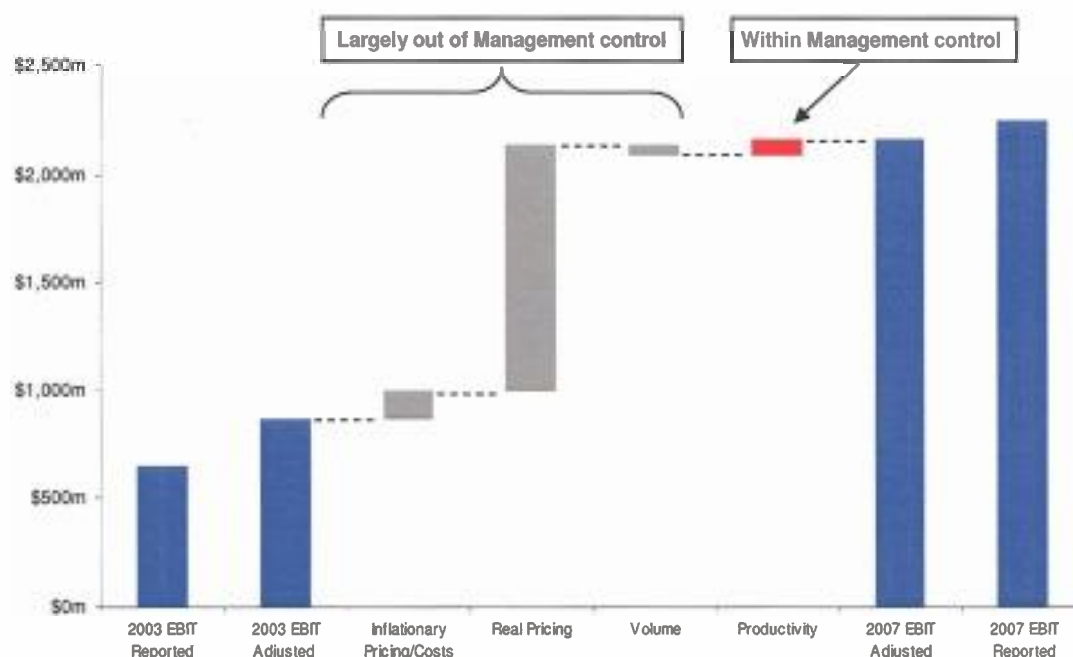 Largely out of Management control
Within Management control
$2,500m
$2,000m
$1,500m
$1,000m
$500m
$0m
2003 EBIT
Reported
2003 EBIT
Adjusted
Inflationary
Pricing/Costs
Real Pricing
Volume
Productivity
2007 EBIT
Adjusted
2007 EBIT
Reported